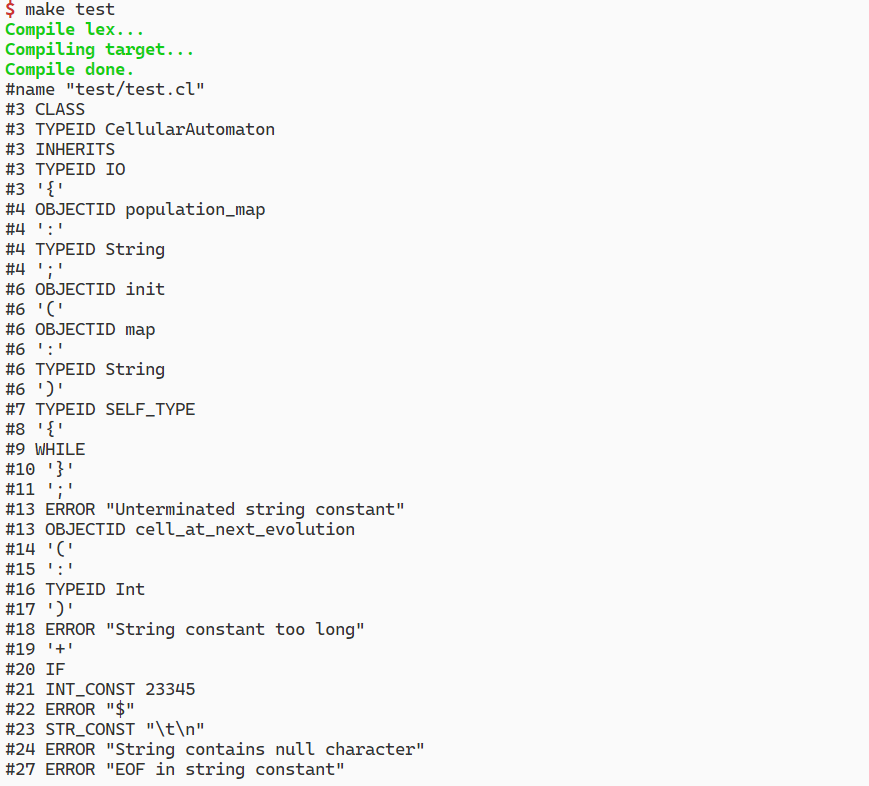 $ make test
Compile lex...
Compiling target...
Compile done.
#name "test/test.cl"
#3 CLASS
#3 TYPEID CellularAutomaton
#3 INHERITS
#3 TYPEID IO
#3 '{'
#4 OBJECTID population_map
#4 ':'
#4 TYPEID String
#4 ';'
#6 OBJECTID init
#6 '('
#6 OBJECTID map
#6 ':'
#6 TYPEID String
#6 ')'
#7 TYPEID SELF_TYPE
#8 '{'
#9 WHILE
#10 '}'
#11 ';'
#13 ERROR "Unterminated string constant"
#13 OBJECTID cell_at_next_evolution
#14 '('
#15 ':'
#16 TYPEID Int
#17 ')'
#18 ERROR "String constant too long"
#19 '+'
#20 IF
#21 INT_CONST 23345
#22 ERROR "$"
#23 STR_CONST "\t\n"
#24 ERROR "String contains null character"
#27 ERROR "EOF in string constant"